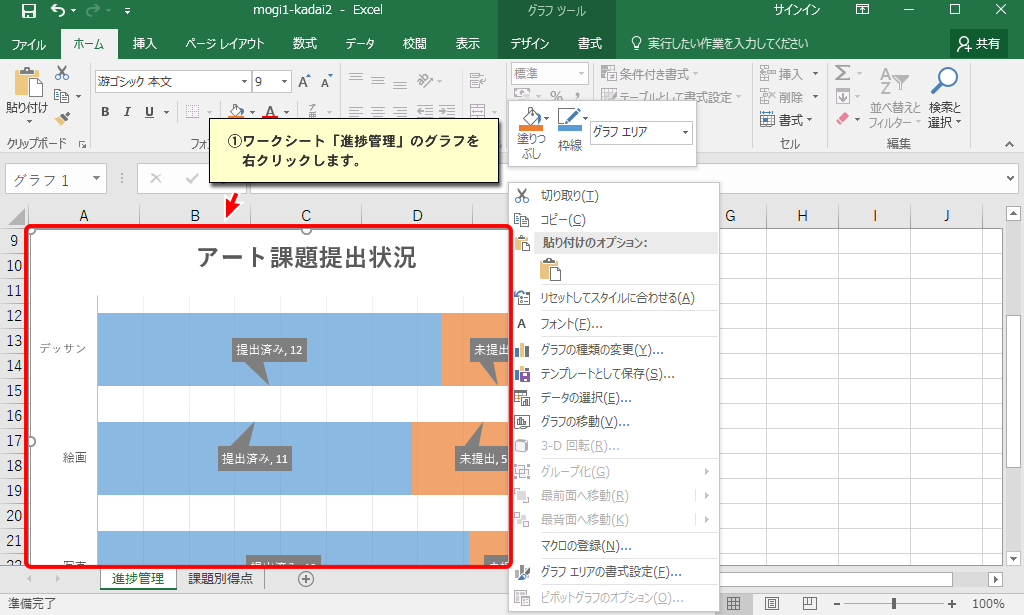 mogi1-kadai2 - Excel
グラフ ツール
サインイン
ファイル ホーム 挿入 ページ レイアウト 数式 データ 校閲 表示 デザイン 書式 実行したい作業を入力してください 共有
貼り付け
クリップボード
游ゴシック 本文 9
B I U
標準
条件付き書式
テーブルとして書式設定
挿入
削除
書式
セル
並べ替えと
フィルター
検索と
選択
編集
塗りつ
ぶし
枠線
グラフ エリア
①ワークシート「進捗管理」のグラフを
右クリックします。
グラフ 1
A B C D G H I J
9
10
11
12
13
14
15
16
17
18
19
20
21
アート課題提出状況
デッサン
提出済み, 12
未提出
絵画
提出済み, 11
未提出, 5
切り取り(T)
コピー(C)
貼り付けのオプション:
リセットしてスタイルに合わせる(A)
フォント(F)...
グラフの種類の変更(Y)...
テンプレートとして保存(S)...
データの選択(E)...
グラフの移動(V)...
3-D 回転(R)...
グループ化(G)
最前面へ移動(R)
最背面へ移動(K)
マクロの登録(N)...
グラフ エリアの書式設定(F)...
ピボットグラフのオプション(O)...
進捗管理 課題別得点
準備完了
100%